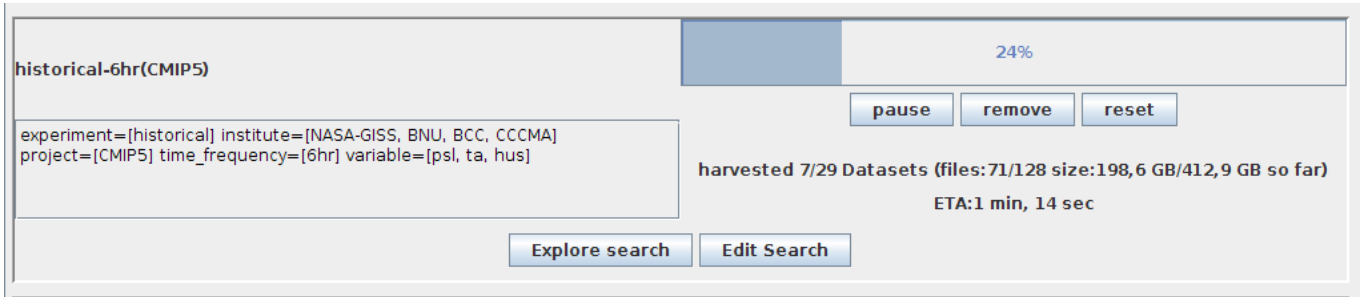 historical-6hr(CMIP5)
24%
pause remove reset
experiment=[historical] institute=[NASA-GISS, BNU, BCC, CCCMA]
project=[CMIP5] time_frequency=[6hr] variable=[psl, ta, hus]
harvested 7/29 Datasets (files:71/128 size:198,6 GB/412,9 GB so far)
ETA:1 min, 14 sec
Explore search Edit Search